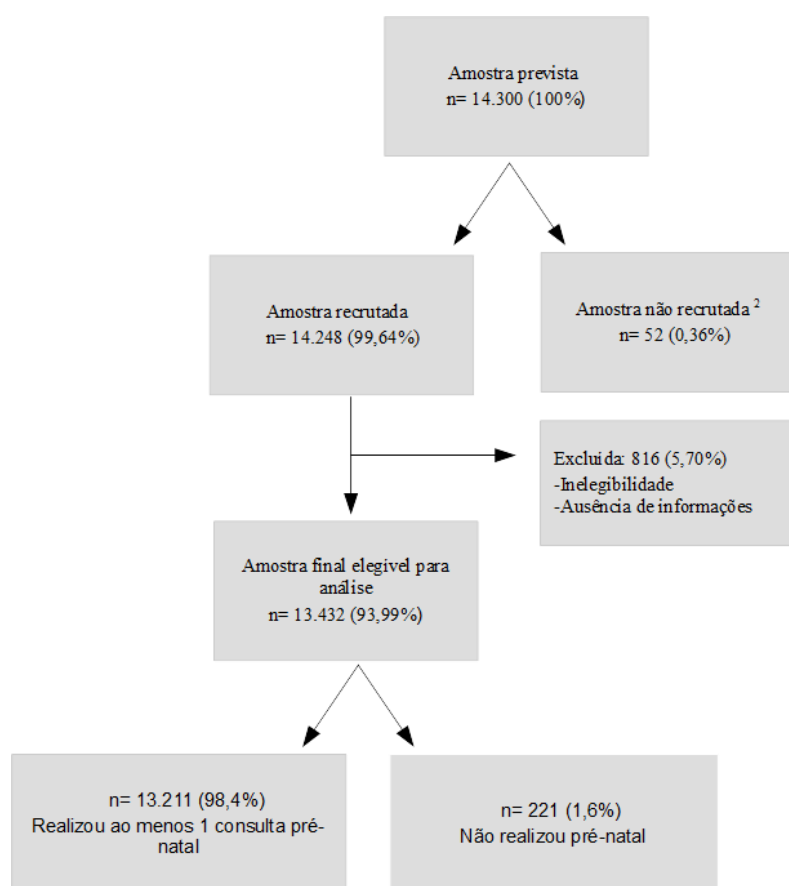 Amostra prevista
n= 14.300 (100%)
Amostra recrutada
n= 14.248 (99,64%)
Amostra não recrutada ²
n= 52 (0,36%)
Excluida: 816 (5,70%)
-Inelegibilidade
-Ausência de informações
Amostra final elegivel para
análise
n= 13.432 (93,99%)
n= 13.211 (98,4%)
Realizou ao menos 1 consulta pré-
natal
n= 221 (1,6%)
Não realizou pré-natal